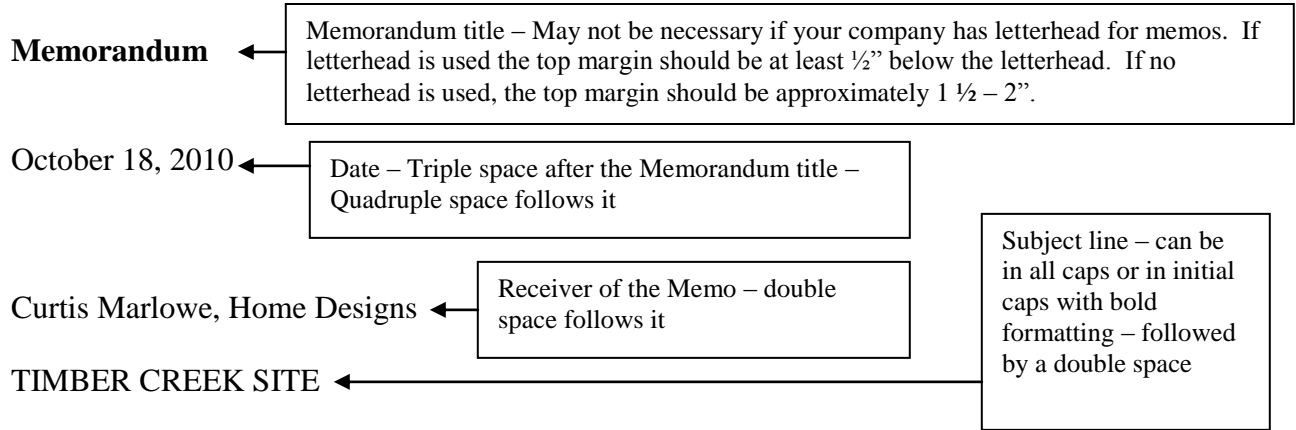 Memorandum
Memorandum title – May not be necessary if your company has letterhead for memos.  If
letterhead is used the top margin should be at least ½” below the letterhead.  If no
letterhead is used, the top margin should be approximately 1 ½ – 2”.
October 18, 2010
Date – Triple space after the Memorandum title –
Quadruple space follows it
Curtis Marlowe, Home Designs
Receiver of the Memo – double
space follows it
TIMBER CREEK SITE
Subject line – can be
in all caps or in initial
caps with bold
formatting – followed
by a double space